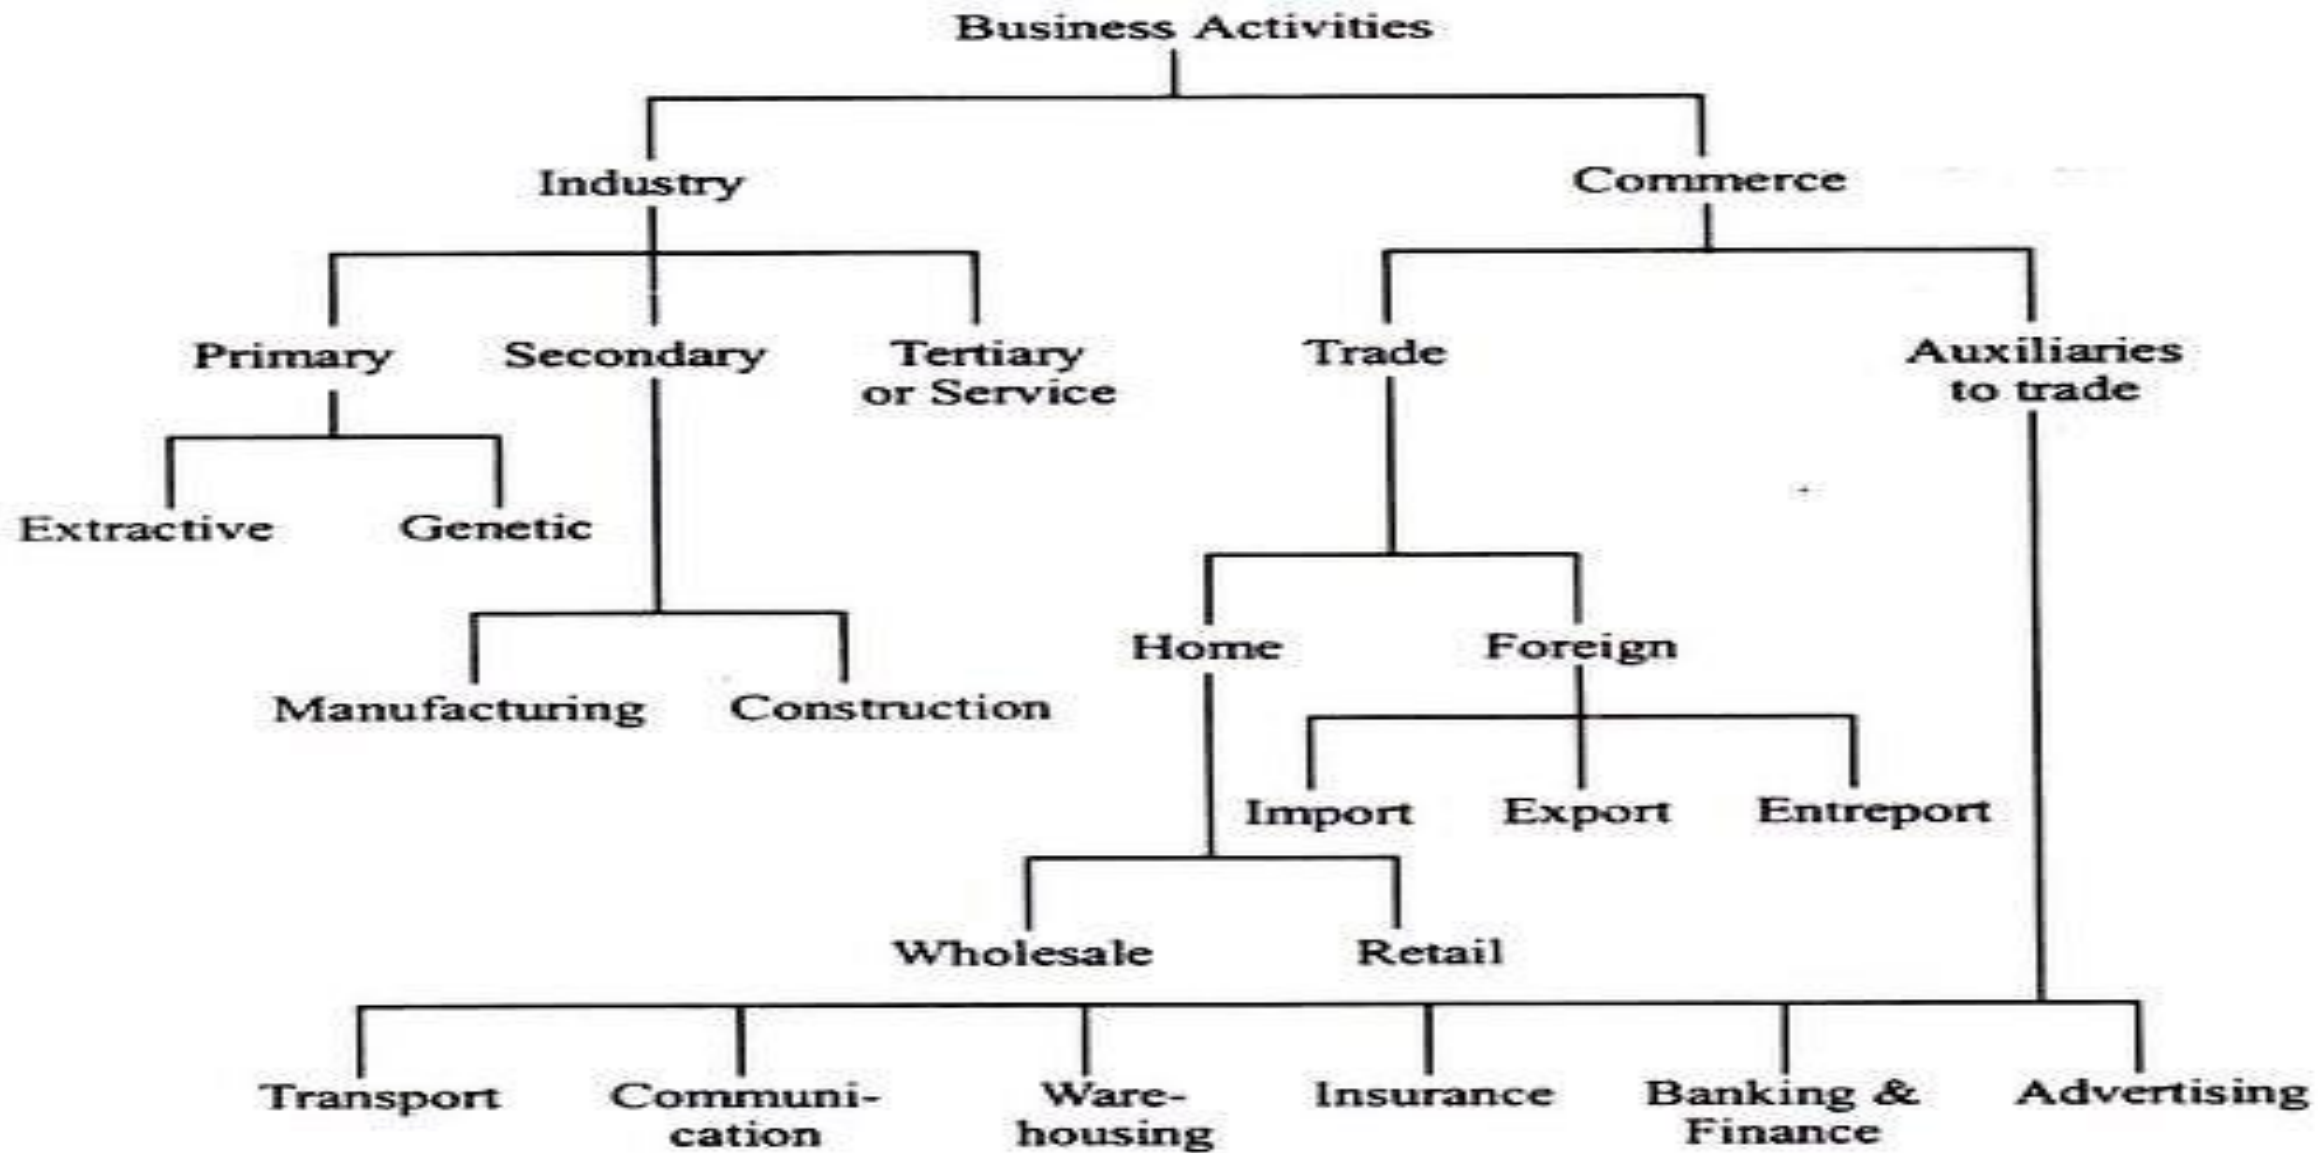 Business Activities
Industry
Commerce
Primary
Secondary
Tertiary
or Service
Trade
Auxiliaries
to trade
Extractive
Genetic
Home
Foreign
Manufacturing
Construction
Import
Export
Entreport
Wholesale
Retail
Transport
Communi-
cation
Ware-
housing
Insurance
Banking &
Finance
Advertising